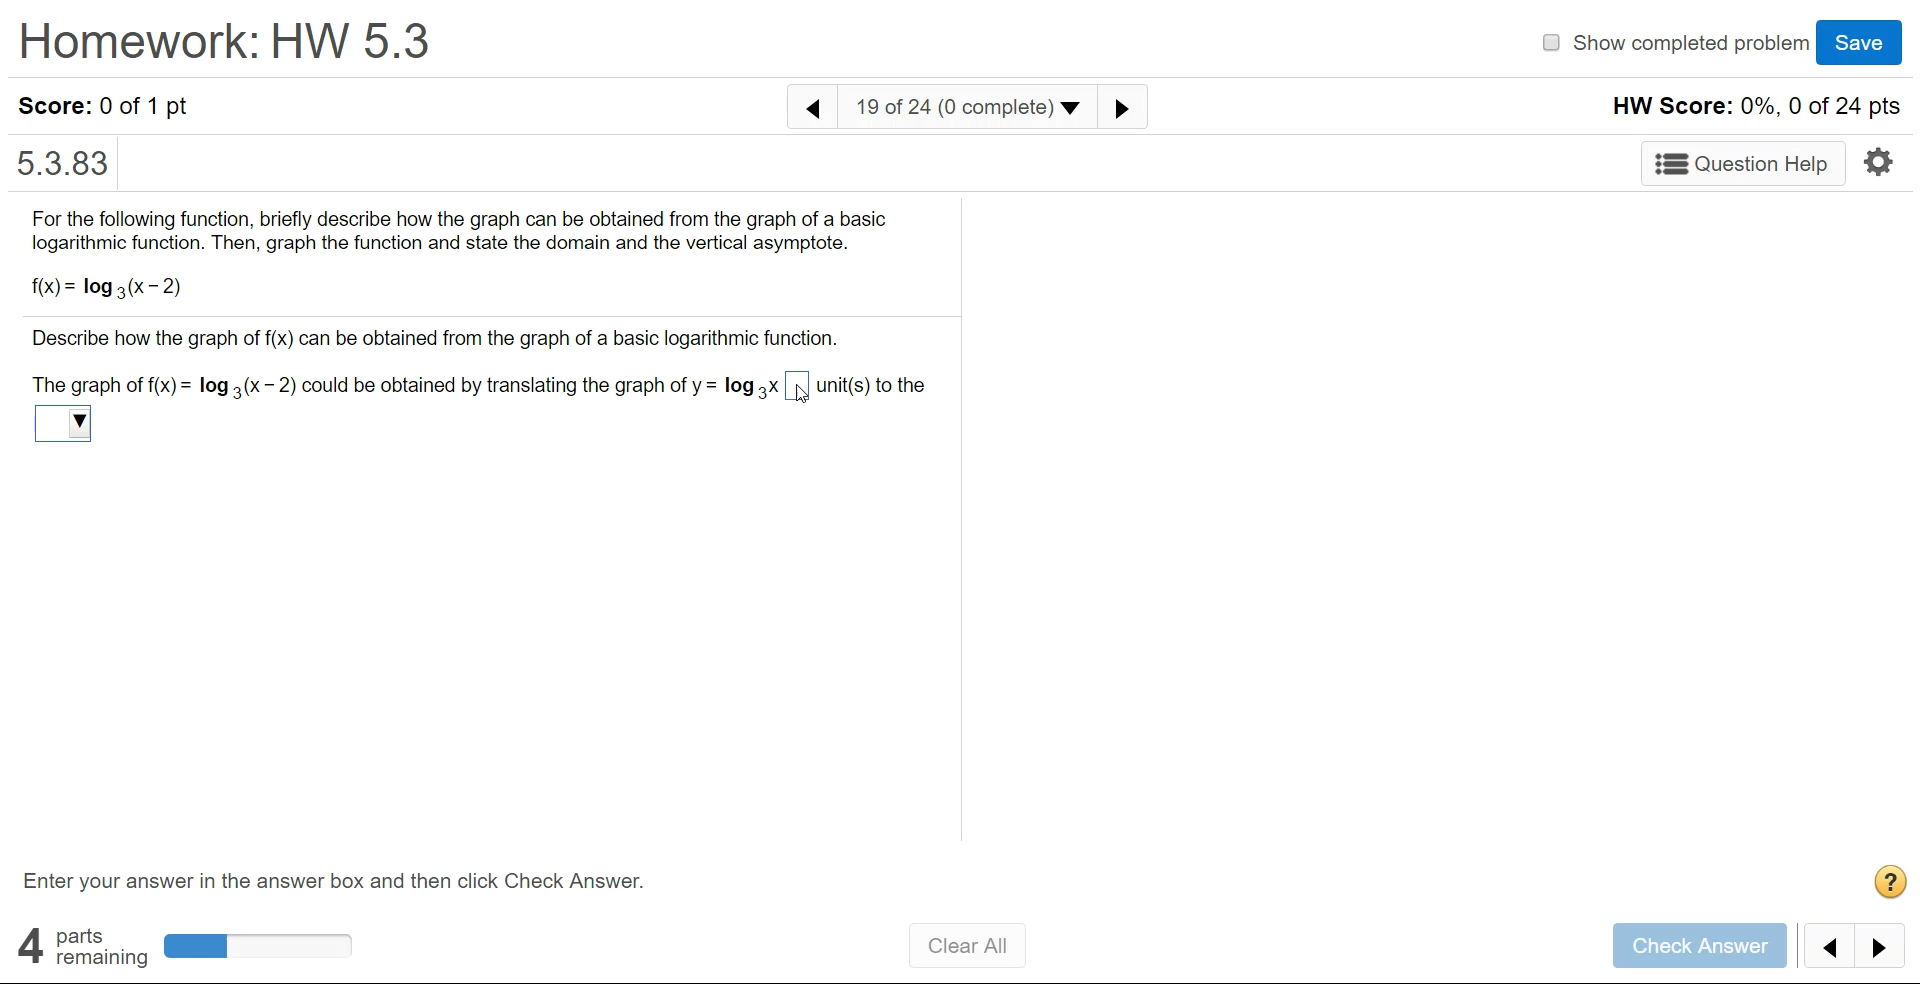 Homework: HW 5.3
Show completed problem Save
Score: 0 of 1 pt
19 of 24 (0 complete)
HW Score: 0%, 0 of 24 pts
5.3.83
Question Help
For the following function, briefly describe how the graph can be obtained from the graph of a basic
logarithmic function. Then, graph the function and state the domain and the vertical asymptote.
f(x) = log ₃(x − 2)
Describe how the graph of f(x) can be obtained from the graph of a basic logarithmic function.
The graph of f(x) = log ₃(x − 2) could be obtained by translating the graph of y = log ₃x unit(s) to the
Enter your answer in the answer box and then click Check Answer.
?
4 parts
remaining
Clear All
Check Answer